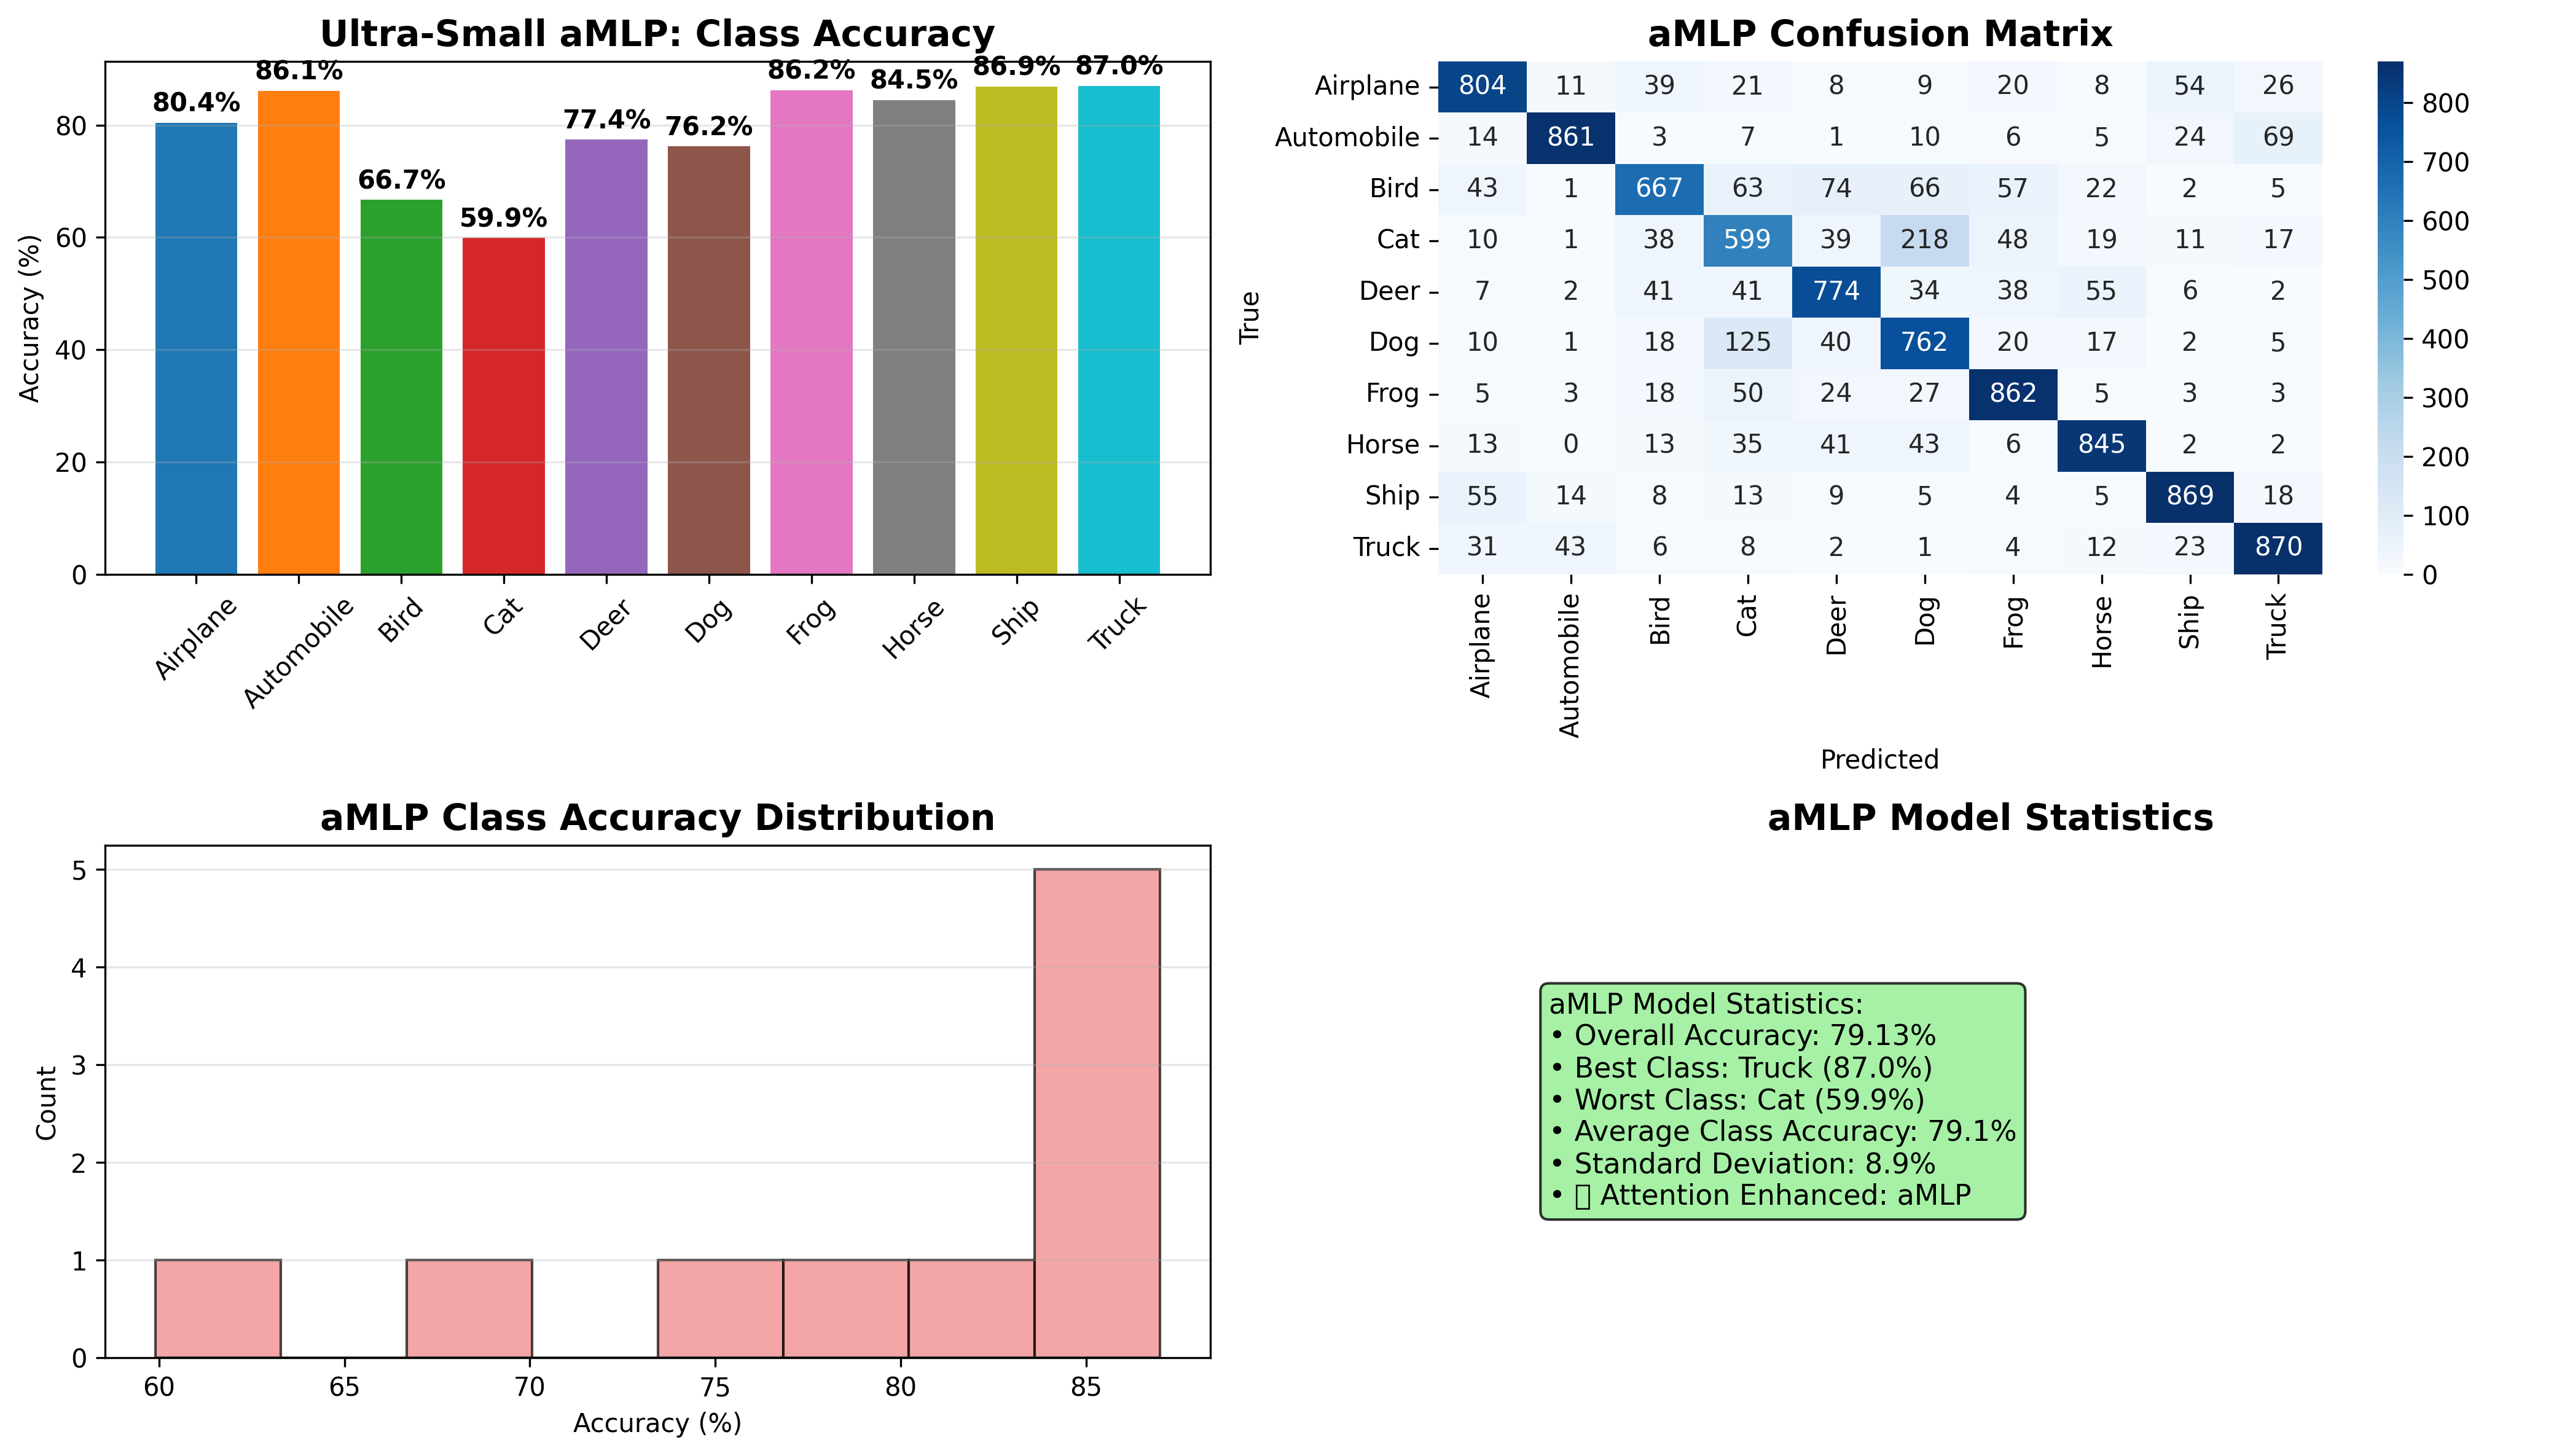 Ultra-Small aMLP: Class Accuracy
80.4% 86.1% 66.7% 59.9% 77.4% 76.2% 86.2% 84.5% 86.9% 87.0%
Accuracy (%)
80
60
40
20
0
Airplane Automobile Bird Cat Deer Dog Frog Horse Ship Truck
aMLP Confusion Matrix
True
Airplane 804 11 39 21 8 9 20 8 54 26
Automobile 14 861 3 7 1 10 6 5 24 69
Bird 43 1 667 63 74 66 57 22 2 5
Cat 10 1 38 599 39 218 48 19 11 17
Deer 7 2 41 41 774 34 38 55 6 2
Dog 10 1 18 125 40 762 20 17 2 5
Frog 5 3 18 50 24 27 862 5 3 3
Horse 13 0 13 35 41 43 6 845 2 2
Ship 55 14 8 13 9 5 4 5 869 18
Truck 31 43 6 8 2 1 4 12 23 870
Airplane Automobile Bird Cat Deer Dog Frog Horse Ship Truck
Predicted
800
700
600
500
400
300
200
100
0
aMLP Class Accuracy Distribution
Count
5
4
3
2
1
0
60 65 70 75 80 85
Accuracy (%)
aMLP Model Statistics
aMLP Model Statistics:
• Overall Accuracy: 79.13%
• Best Class: Truck (87.0%)
• Worst Class: Cat (59.9%)
• Average Class Accuracy: 79.1%
• Standard Deviation: 8.9%
• Attention Enhanced: aMLP